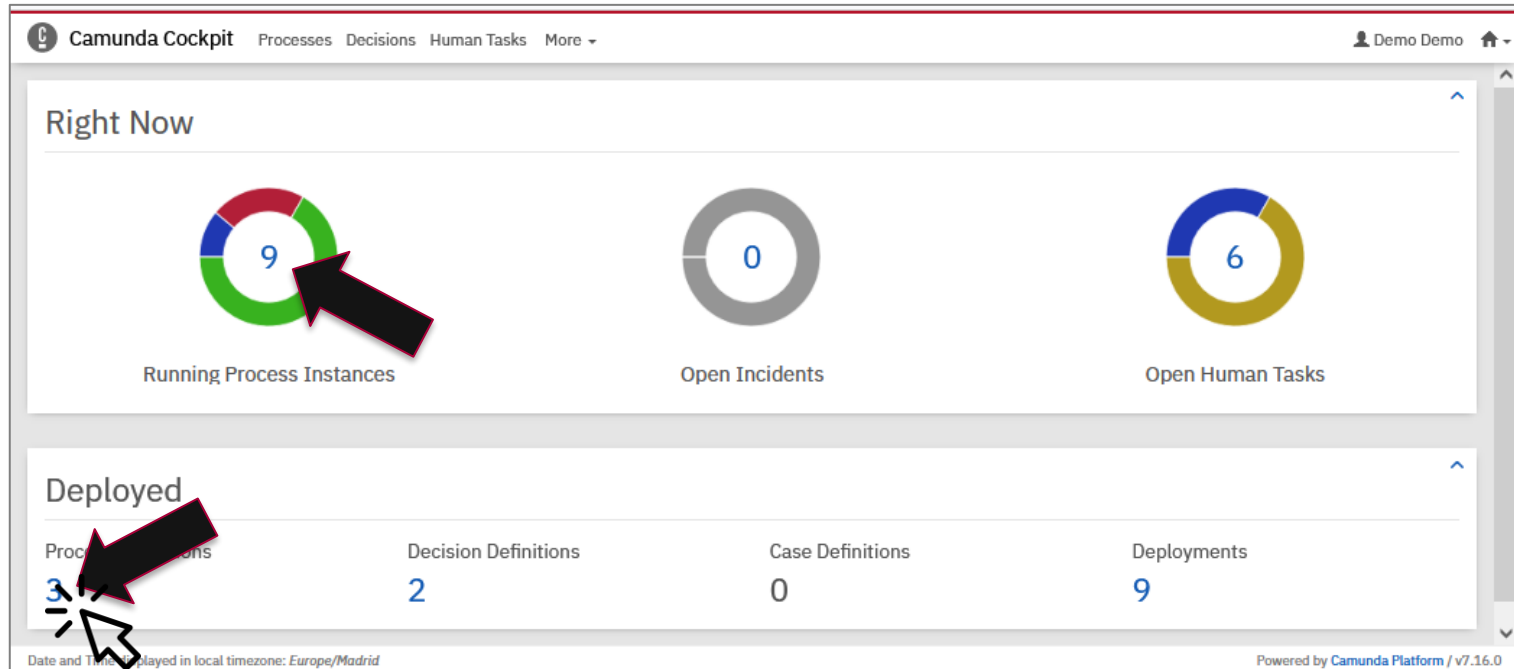 Camunda Cockpit Processes Decisions Human Tasks More Demo Demo
Right Now
9 0 6
Running Process Instances Open Incidents Open Human Tasks
Deployed
Decision Definitions Case Definitions Deployments
3 2 0 9
Date and displayed in local timezone: Europe/Madrid Powered by Camunda Platform / v7.16.0